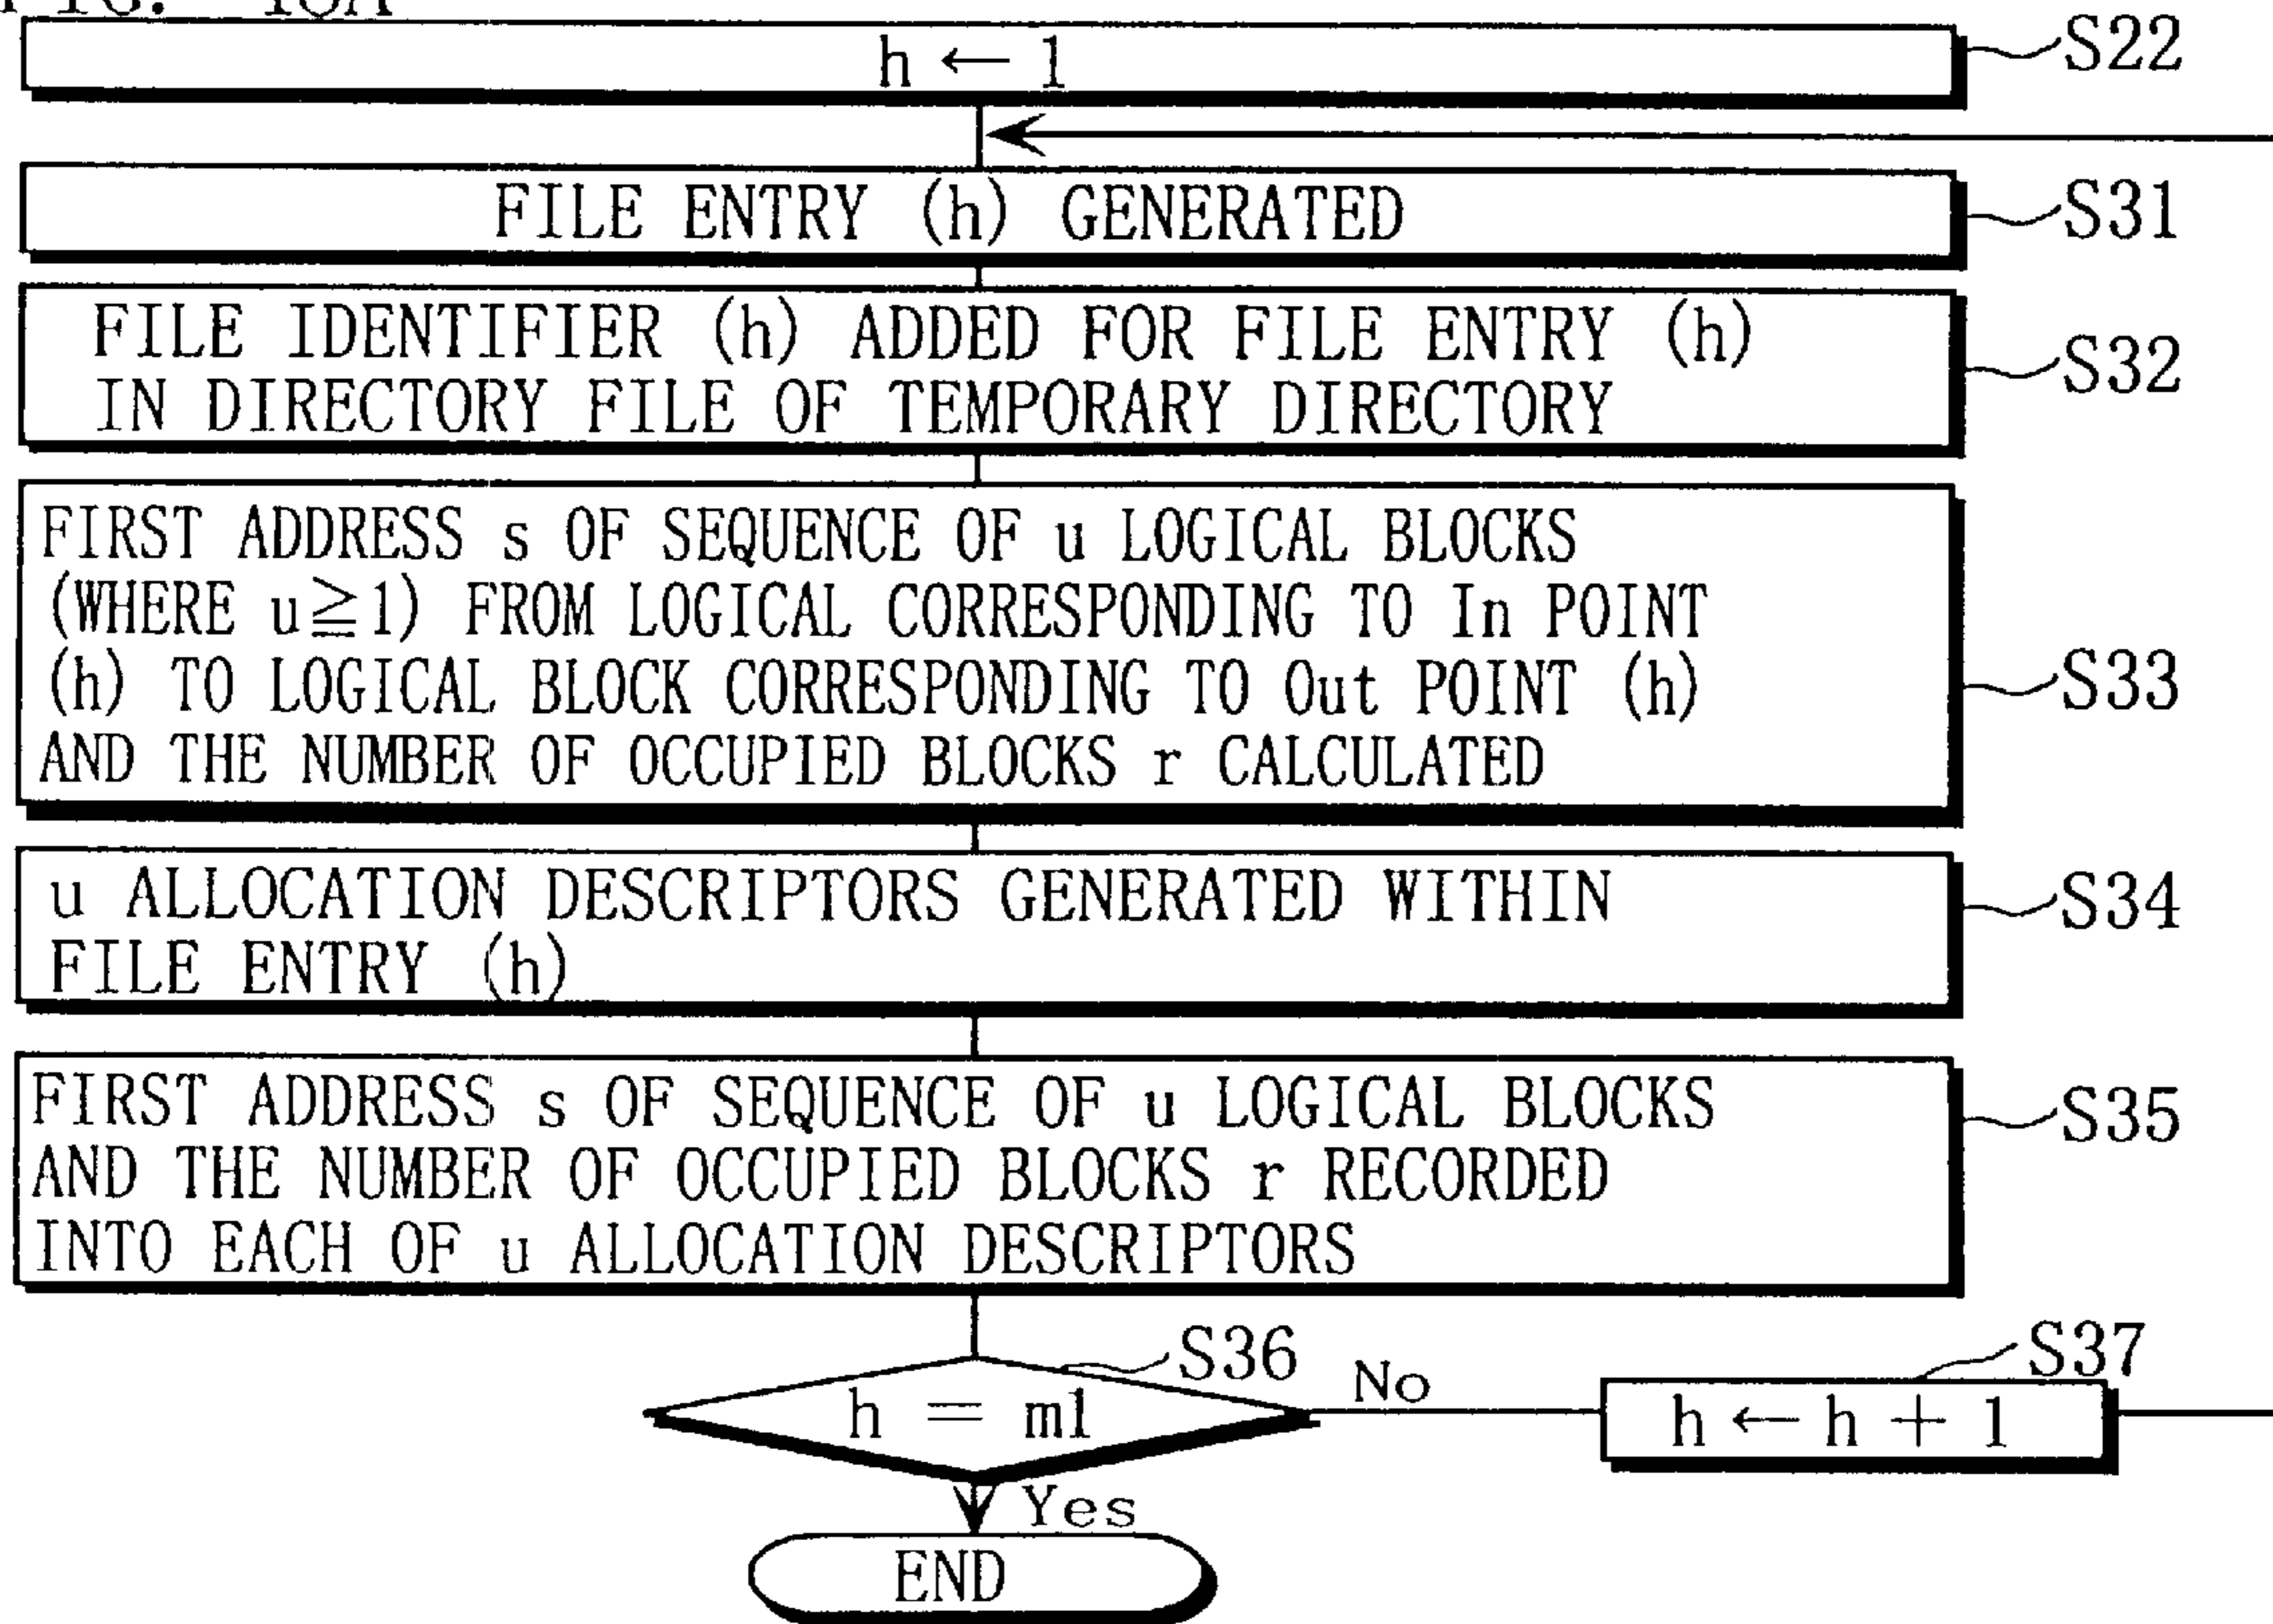 h ← 1
S22
FILE ENTRY (h) GENERATED
S31
FILE IDENTIFIER (h) ADDED FOR FILE ENTRY (h)
IN DIRECTORY FILE OF TEMPORARY DIRECTORY
S32
FIRST ADDRESS s OF SEQUENCE OF u LOGICAL BLOCKS
(WHERE u≧1) FROM LOGICAL CORRESPONDING TO In POINT
(h) TO LOGICAL BLOCK CORRESPONDING TO Out POINT (h)
AND THE NUMBER OF OCCUPIED BLOCKS r CALCULATED
S33
u ALLOCATION DESCRIPTORS GENERATED WITHIN
FILE ENTRY (h)
S34
FIRST ADDRESS s OF SEQUENCE OF u LOGICAL BLOCKS
AND THE NUMBER OF OCCUPIED BLOCKS r RECORDED
INTO EACH OF u ALLOCATION DESCRIPTORS
S35
S36
h = m1
No
S37
h ← h + 1
Yes
END